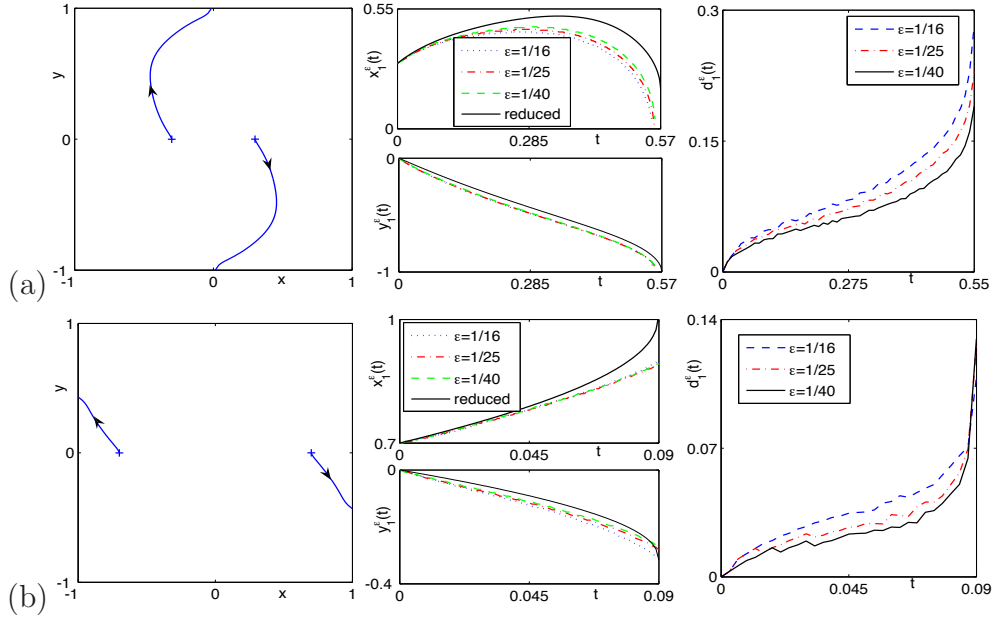 (a)
1
0
-1
-1
0
1
x
y
0.55
0
0
0.285
0.57
t
x₁^ε(t)
ε=1/16
ε=1/25
ε=1/40
reduced
0
-1
0
0.285
0.57
t
y₁^ε(t)
0.3
0.15
0
0
0.275
0.55
t
d₁^ε(t)
ε=1/16
ε=1/25
ε=1/40
(b)
1
0
-1
-1
0
1
x
y
1
0.7
0
0.045
0.09
t
x₁^ε(t)
ε=1/16
ε=1/25
ε=1/40
reduced
0
-0.4
0
0.045
0.09
t
y₁^ε(t)
0.14
0.07
0
0
0.045
0.09
t
d₁^ε(t)
ε=1/16
ε=1/25
ε=1/40